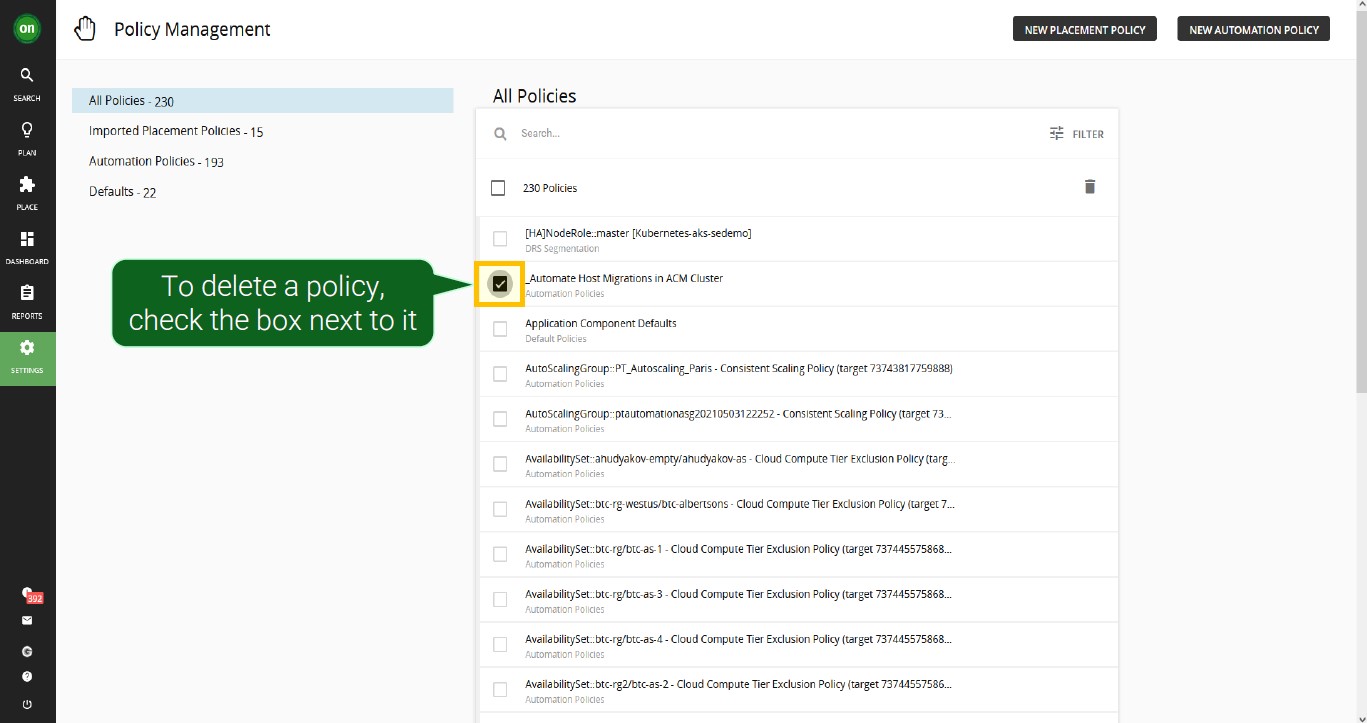 on
Policy Management
NEW PLACEMENT POLICY
NEW AUTOMATION POLICY
SEARCH
PLAN
PLACE
DASHBOARD
REPORTS
SETTINGS
392
All Policies - 230
Imported Placement Policies - 15
Automation Policies - 193
Defaults - 22
To delete a policy,
check the box next to it
All Policies
Search...
FILTER
230 Policies
[HA]NodeRole::master [Kubernetes-aks-sedemo]
DRS Segmentation
_Automate Host Migrations in ACM Cluster
Automation Policies
Application Component Defaults
Default Policies
AutoScalingGroup::PT_Autoscaling_Paris - Consistent Scaling Policy (target 73743817759888)
Automation Policies
AutoScalingGroup::ptautomationasg20210503122252 - Consistent Scaling Policy (target 73...
Automation Policies
AvailabilitySet::ahudyakov-empty/ahudyakov-as - Cloud Compute Tier Exclusion Policy (targ...
Automation Policies
AvailabilitySet::btc-rg-westus/btc-albertsons - Cloud Compute Tier Exclusion Policy (target 7...
Automation Policies
AvailabilitySet::btc-rg/btc-as-1 - Cloud Compute Tier Exclusion Policy (target 737445575868...
Automation Policies
AvailabilitySet::btc-rg/btc-as-3 - Cloud Compute Tier Exclusion Policy (target 737445575868...
Automation Policies
AvailabilitySet::btc-rg/btc-as-4 - Cloud Compute Tier Exclusion Policy (target 737445575868...
Automation Policies
AvailabilitySet::btc-rg2/btc-as-2 - Cloud Compute Tier Exclusion Policy (target 73744557586...
Automation Policies